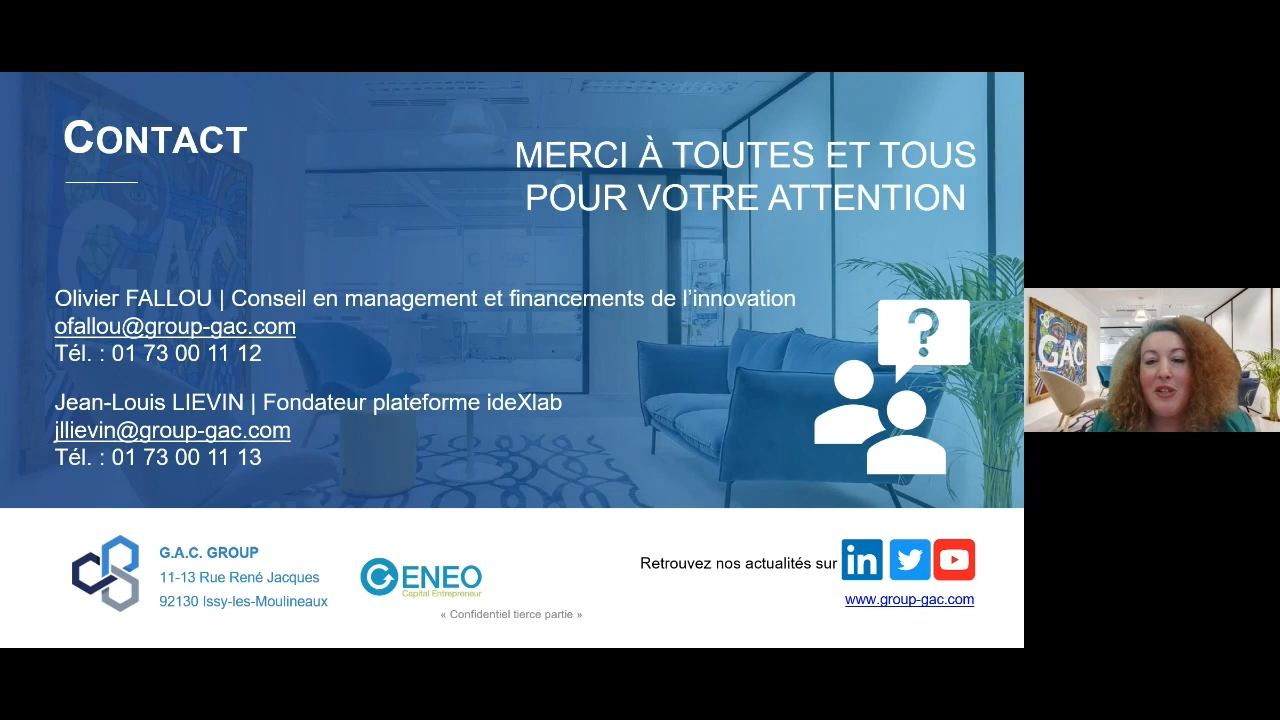 CONTACT
MERCI À TOUTES ET TOUS
POUR VOTRE ATTENTION
Olivier FALLOU | Conseil en management et financements de l'innovation
ofallou@group-gac.com
Tél. : 01 73 00 11 12
Jean-Louis LIEVIN | Fondateur plateforme ideXlab
jllievin@group-gac.com
Tél. : 01 73 00 11 13
?
GAC
GAC
G.A.C. GROUP
11-13 Rue René Jacques
92130 Issy-les-Moulineaux
GENEO
Capital Entrepreneur
« Confidentiel tierce partie »
Retrouvez nos actualités sur
in
www.group-gac.com